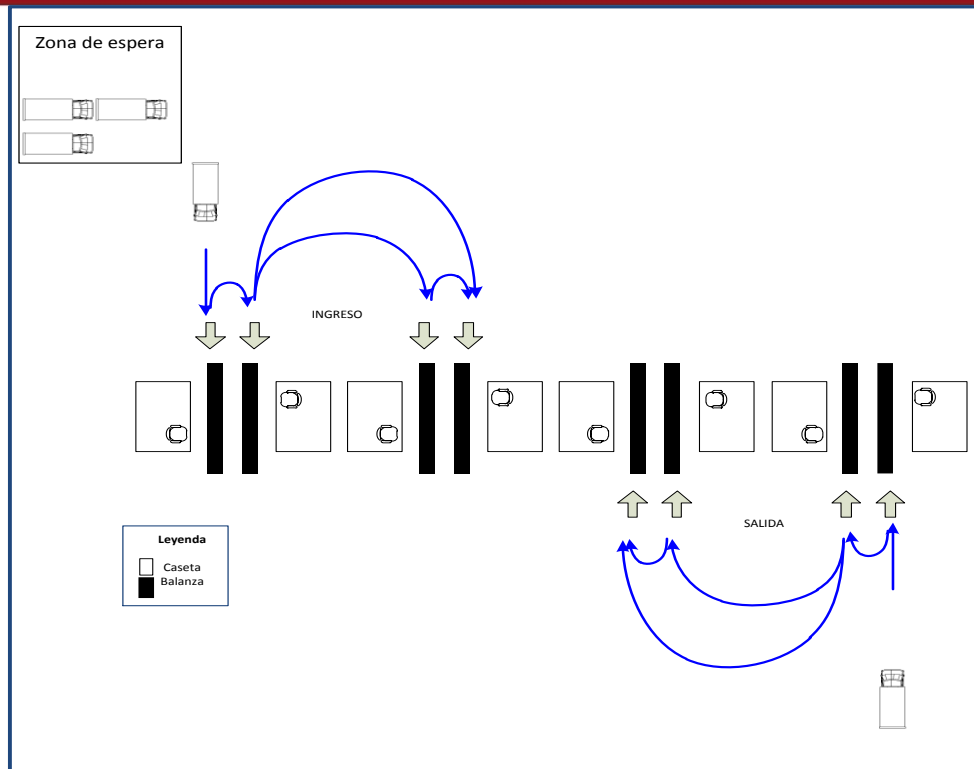 Zona de espera
INGRESO
SALIDA
Leyenda
Caseta
Balanza